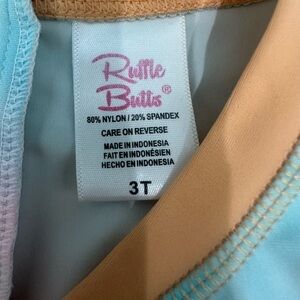 Ruffle
Butts®
80% NYLON / 20% SPANDEX
CARE ON REVERSE
MADE IN INDONESIA
FAIT EN INDONÉSIEN
HECHO EN INDONESIA
3T